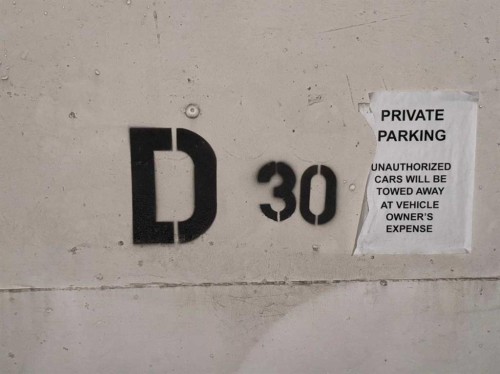 D 30
PRIVATE
PARKING
UNAUTHORIZED
CARS WILL BE
TOWED AWAY
AT VEHICLE
OWNER'S
EXPENSE